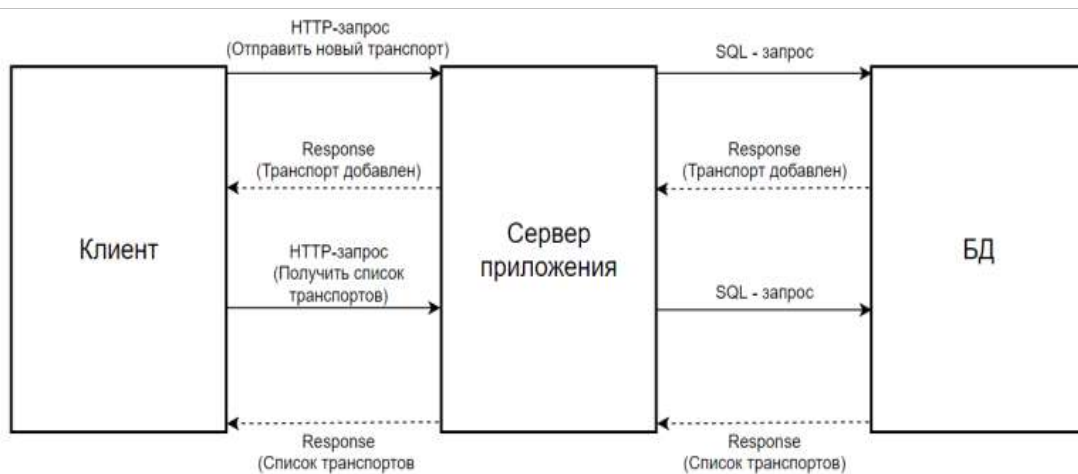 HTTP-запрос
(Отправить новый транспорт)
SQL - запрос
Response
(Транспорт добавлен)
Response
(Транспорт добавлен)
Клиент
HTTP-запрос
(Получить список
транспортов)
Сервер
приложения
SQL - запрос
БД
Response
(Список транспортов
Response
(Список транспортов)